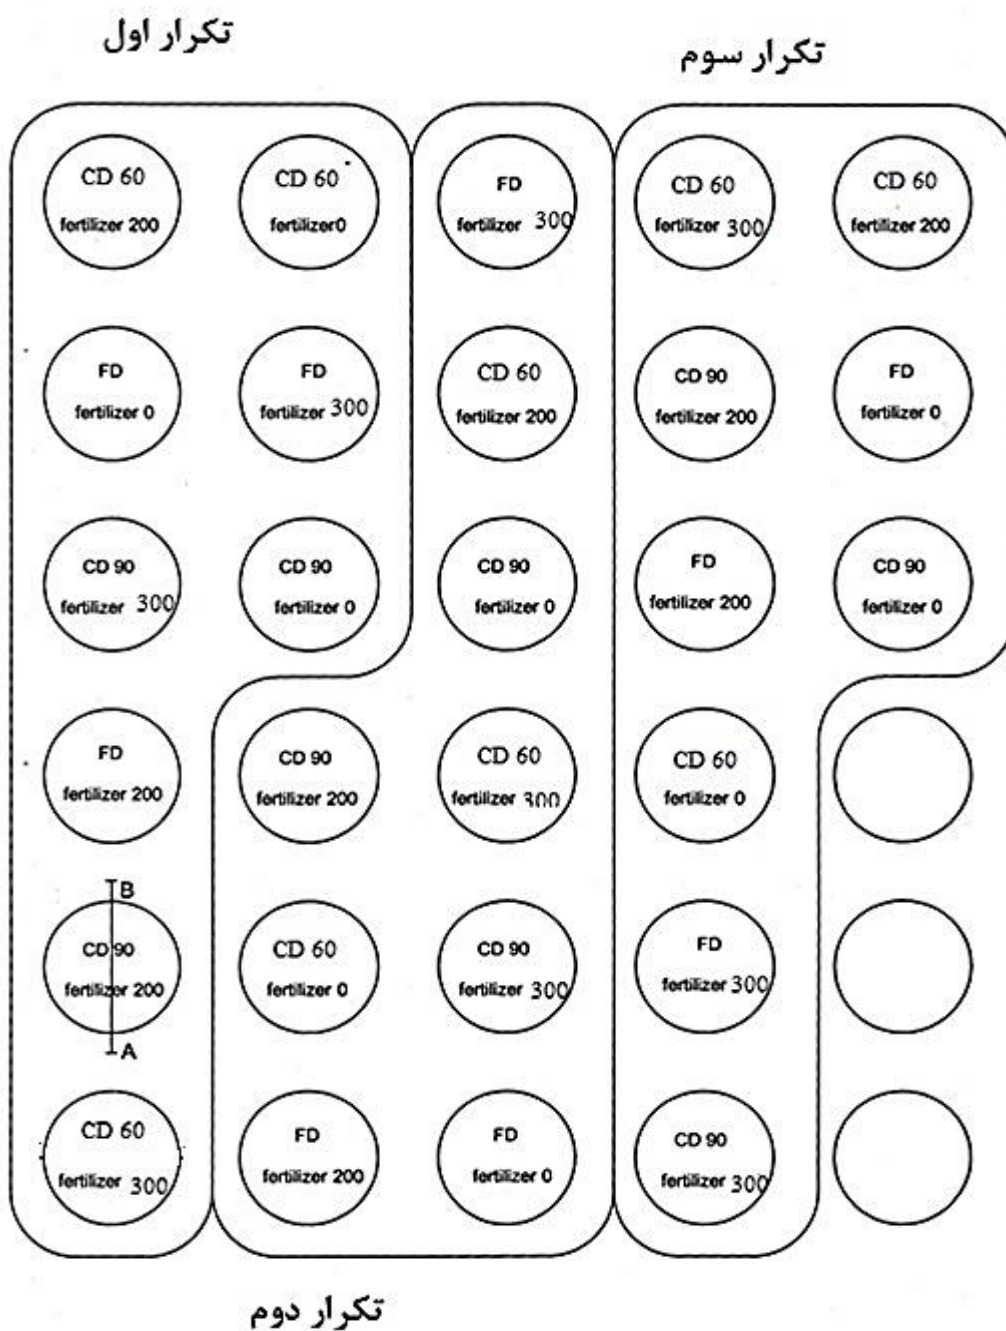 تکرار اول
تکرار سوم
CD 60
fertilizer 200
CD 60
fertilizer0
FD
fertilizer 300
CD 60
fertilizer 300
CD 60
fertilizer 200
FD
fertilizer 0
FD
fertilizer 300
CD 60
fertilizer 200
CD 90
fertilizer 200
FD
fertilizer 0
CD 90
fertilizer 300
CD 90
fertilizer 0
CD 90
fertilizer 0
FD
fertilizer 200
CD 90
fertilizer 0
FD
fertilizer 200
CD 90
fertilizer 200
CD 60
fertilizer 300
CD 60
fertilizer 0
B
CD 90
fertilizer 200
A
CD 60
fertilizer 0
CD 90
fertilizer 300
FD
fertilizer 300
CD 60
fertilizer 300
FD
fertilizer 200
FD
fertilizer 0
CD 90
fertilizer 300
تکرار دوم